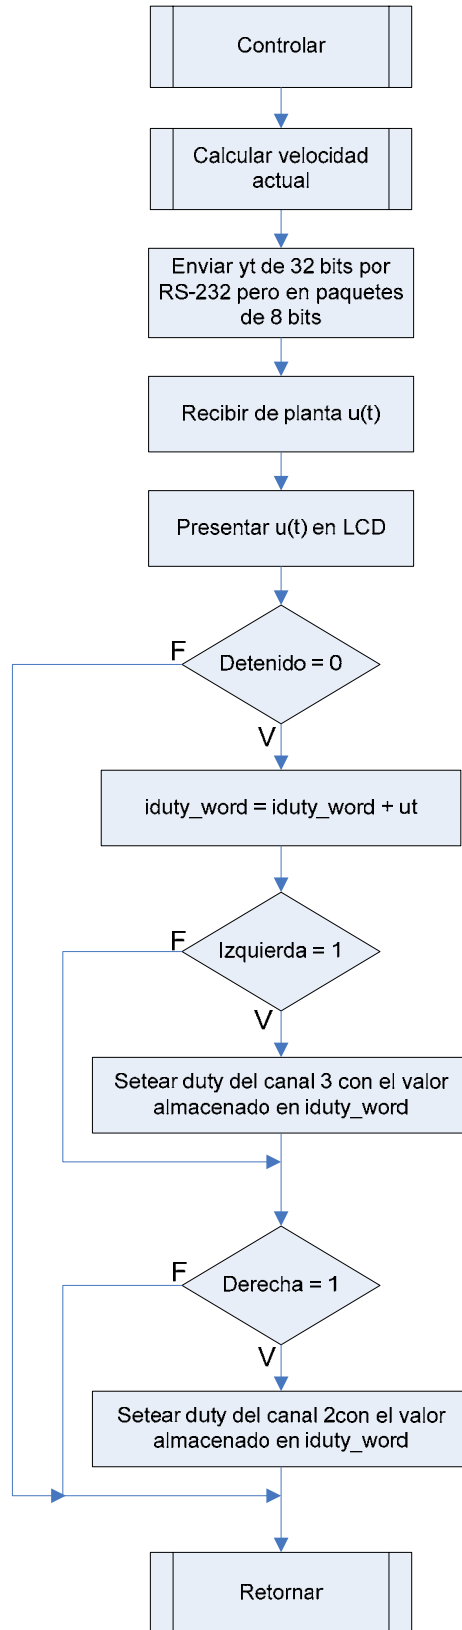 Controlar
Calcular velocidad
actual
Enviar yt de 32 bits por
RS-232 pero en paquetes
de 8 bits
Recibir de planta u(t)
Presentar u(t) en LCD
F
Detenido = 0
V
iduty_word = iduty_word + ut
F
Izquierda = 1
V
Setear duty del canal 3 con el valor
almacenado en iduty_word
F
Derecha = 1
V
Setear duty del canal 2con el valor
almacenado en iduty_word
Retornar